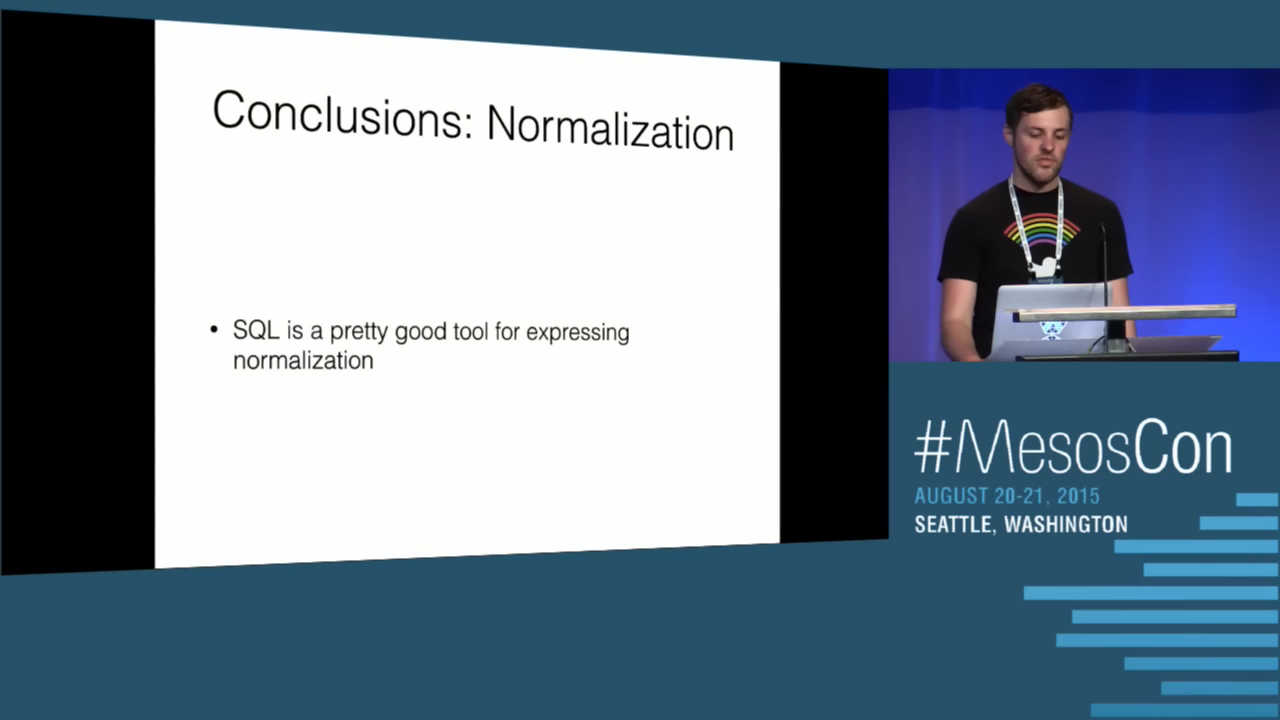 Conclusions: Normalization
• SQL is a pretty good tool for expressing
normalization
#MesosCon
AUGUST 20-21, 2015
SEATTLE, WASHINGTON